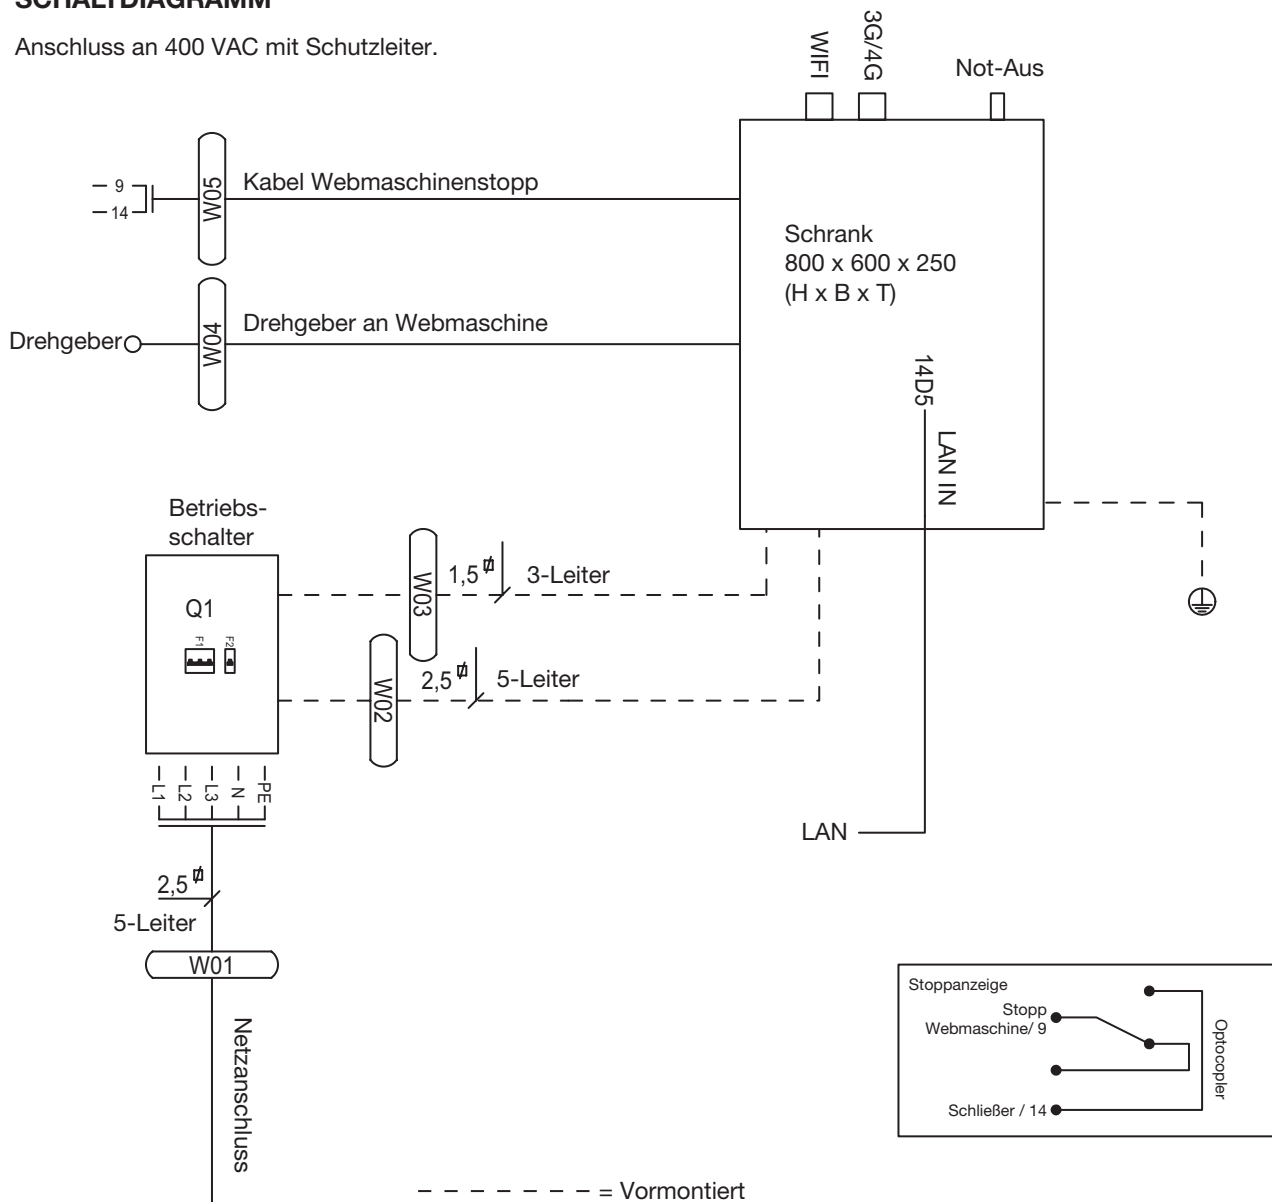 SCHALTDIAGRAMM
Anschluss an 400 VAC mit Schutzleiter.
WIFI
3G/4G
Not-Aus
9
14
W05
Kabel Webmaschinenstopp
Schrank
800 x 600 x 250
(H x B x T)
Drehgeber
W04
Drehgeber an Webmaschine
14D5
LAN IN
Betriebs-
schalter
Q1
F1
F2
W03
1,5
3-Leiter
W02
2,5
5-Leiter
L1
L2
L3
N
PE
LAN
2,5
5-Leiter
W01
Netzanschluss
Stoppanzeige
Stopp
Webmaschine/ 9
Schließer / 14
Optocopler
= Vormontiert